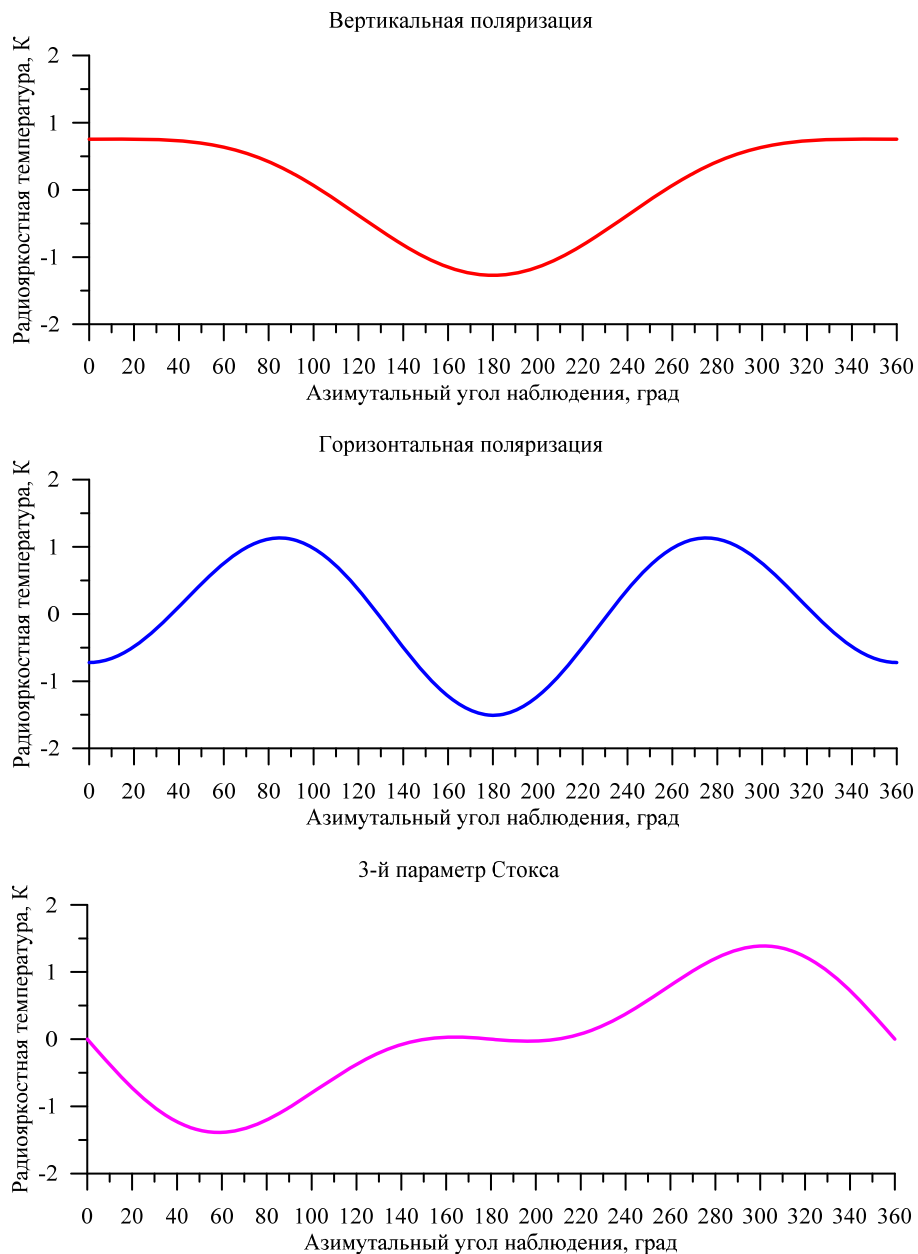 Вертикальная поляризация
Радиояркостная температура, К
2
1
0
-1
-2
0 20 40 60 80 100 120 140 160 180 200 220 240 260 280 300 320 340 360
Азимутальный угол наблюдения, град
Горизонтальная поляризация
Радиояркостная температура, К
2
1
0
-1
-2
0 20 40 60 80 100 120 140 160 180 200 220 240 260 280 300 320 340 360
Азимутальный угол наблюдения, град
3-й параметр Стокса
Радиояркостная температура, К
2
1
0
-1
-2
0 20 40 60 80 100 120 140 160 180 200 220 240 260 280 300 320 340 360
Азимутальный угол наблюдения, град